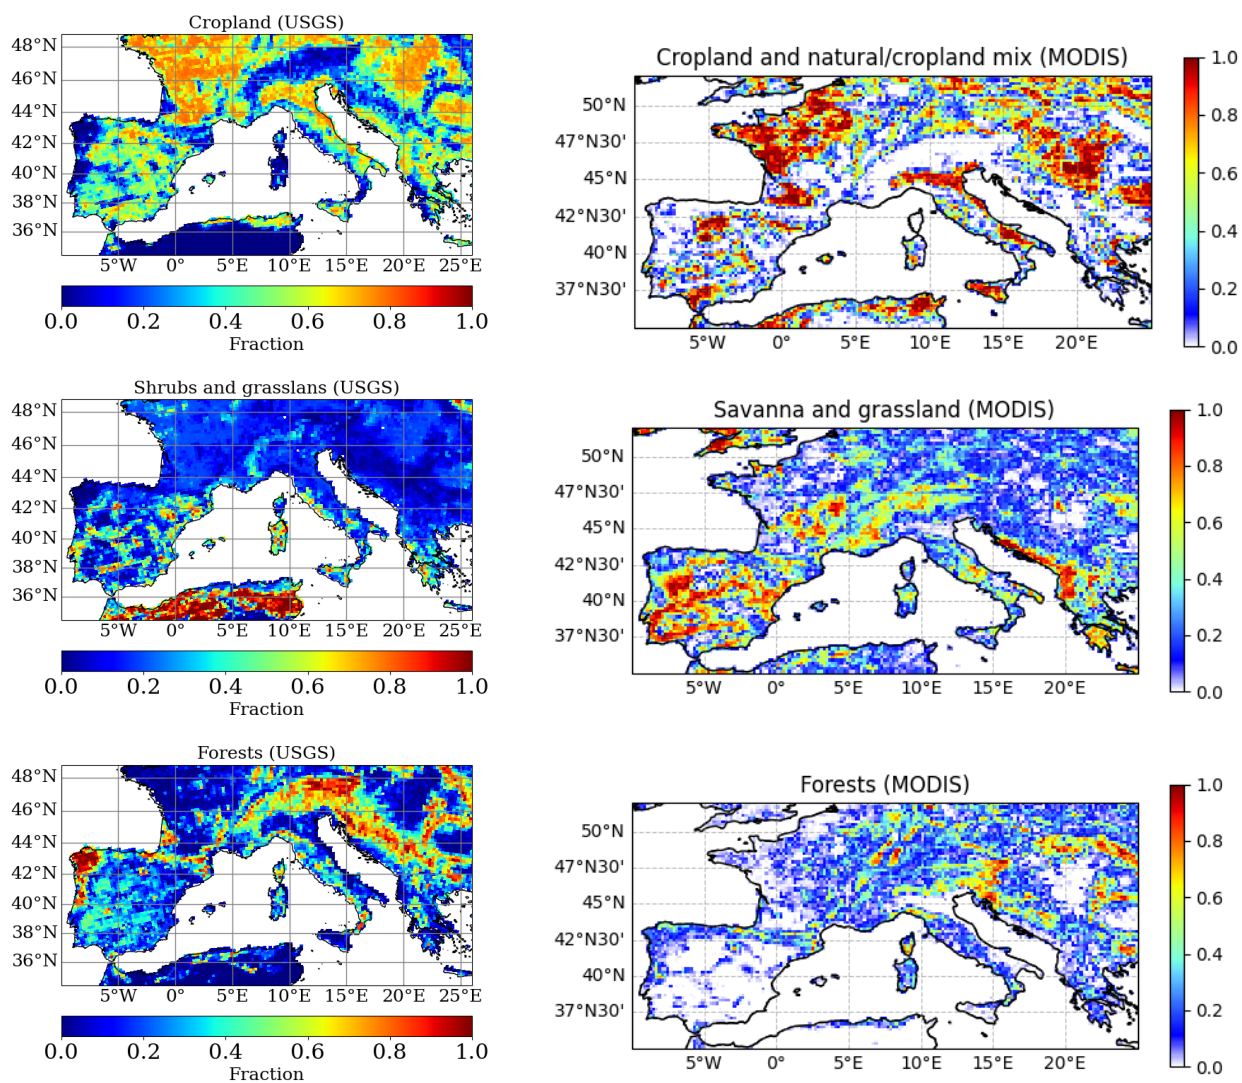 Cropland (USGS)
48°N
46°N
44°N
42°N
40°N
38°N
36°N
5°W 0° 5°E 10°E 15°E 20°E 25°E
0.0 0.2 0.4 0.6 0.8 1.0
Fraction
Cropland and natural/cropland mix (MODIS)
50°N
47°N30'
45°N
42°N30'
40°N
37°N30'
5°W 0° 5°E 10°E 15°E 20°E
1.0
0.8
0.6
0.4
0.2
0.0
Shrubs and grasslans (USGS)
48°N
46°N
44°N
42°N
40°N
38°N
36°N
5°W 0° 5°E 10°E 15°E 20°E 25°E
0.0 0.2 0.4 0.6 0.8 1.0
Fraction
Savanna and grassland (MODIS)
50°N
47°N30'
45°N
42°N30'
40°N
37°N30'
5°W 0° 5°E 10°E 15°E 20°E
1.0
0.8
0.6
0.4
0.2
0.0
Forests (USGS)
48°N
46°N
44°N
42°N
40°N
38°N
36°N
5°W 0° 5°E 10°E 15°E 20°E 25°E
0.0 0.2 0.4 0.6 0.8 1.0
Fraction
Forests (MODIS)
50°N
47°N30'
45°N
42°N30'
40°N
37°N30'
5°W 0° 5°E 10°E 15°E 20°E
1.0
0.8
0.6
0.4
0.2
0.0